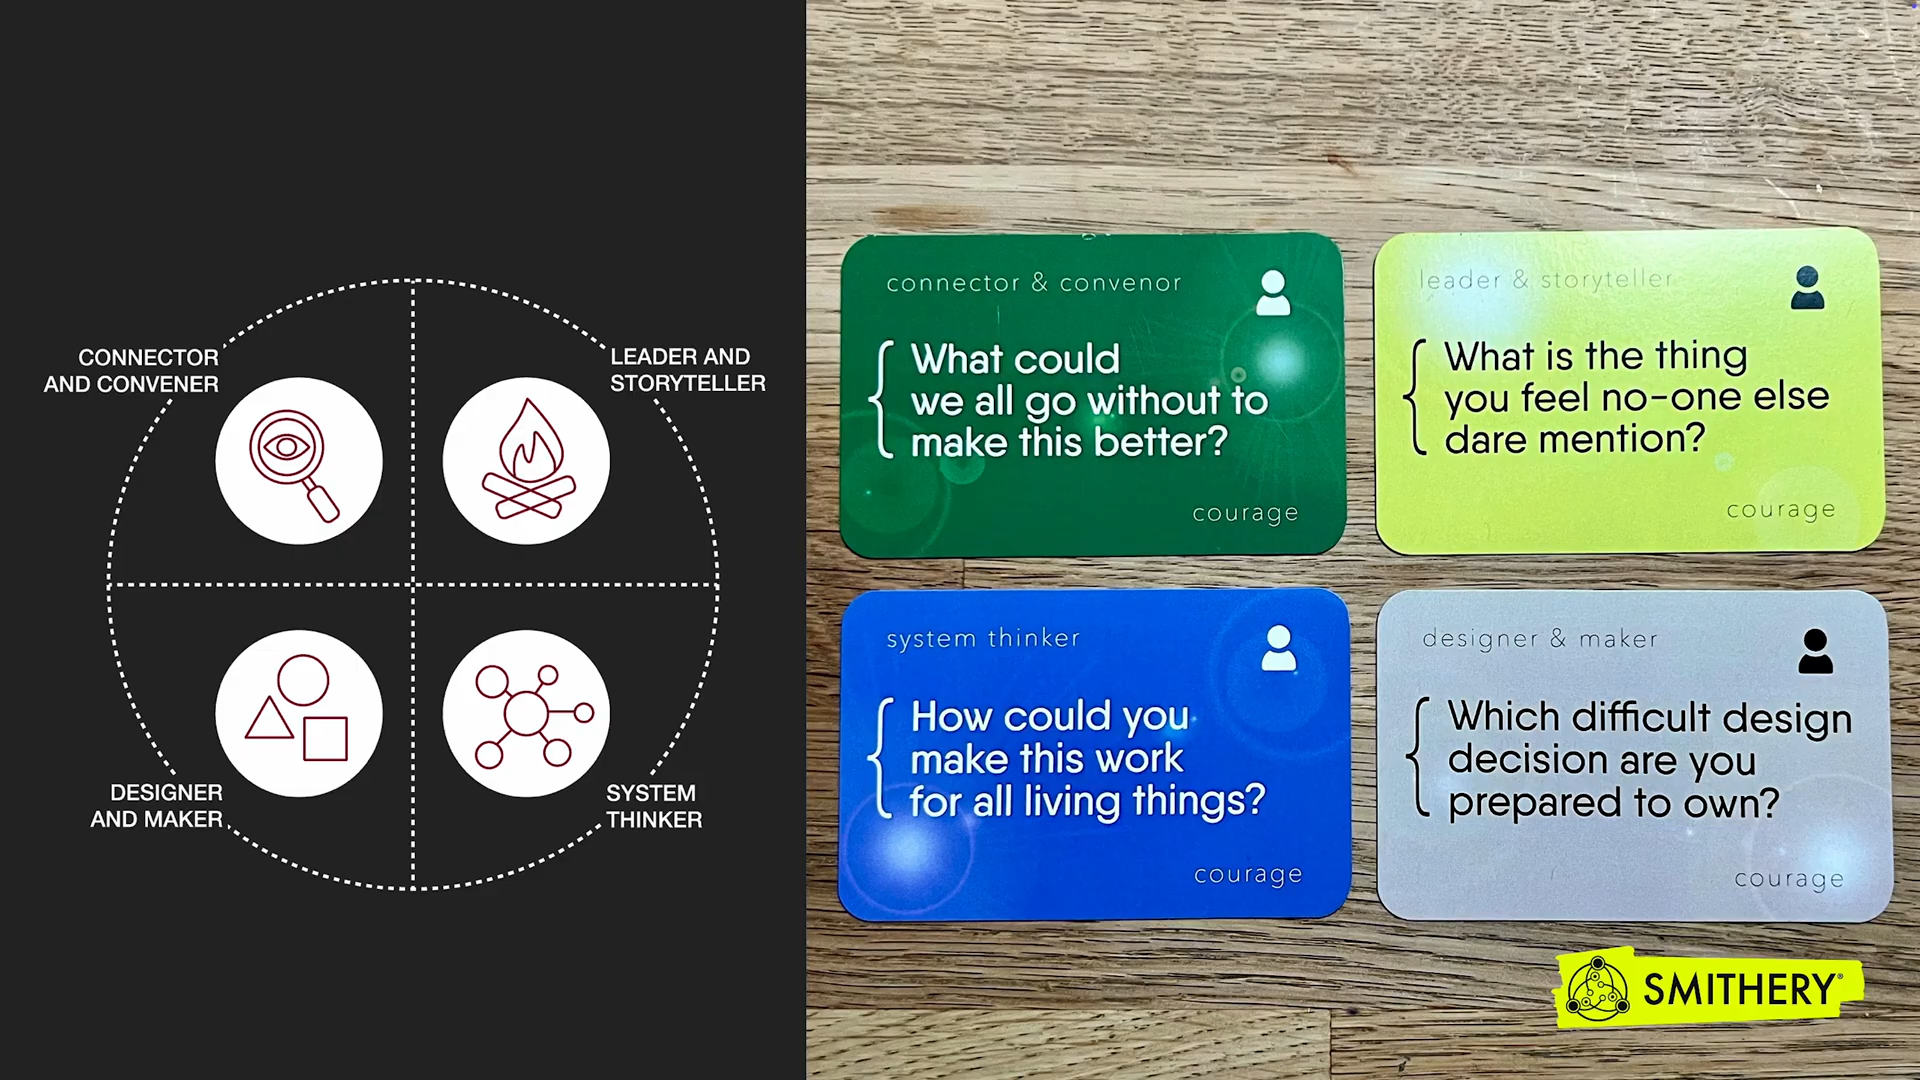 CONNECTOR
AND CONVENER
LEADER AND
STORYTELLER
DESIGNER
AND MAKER
SYSTEM
THINKER
connector & convenor
What could
we all go without to
make this better?
courage
leader & storyteller
What is the thing
you feel no-one else
dare mention?
courage
system thinker
How could you
make this work
for all living things?
courage
designer & maker
Which difficult design
decision are you
prepared to own?
courage
SMITHERY®